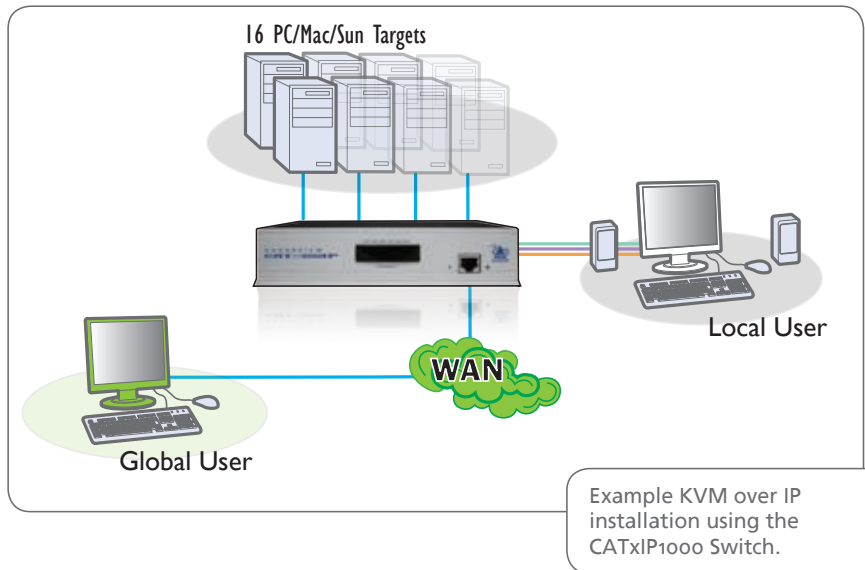 16 PC/Mac/Sun Targets
Local User
WAN
Global User
Example KVM over IP
installation using the
CATxIP1000 Switch.